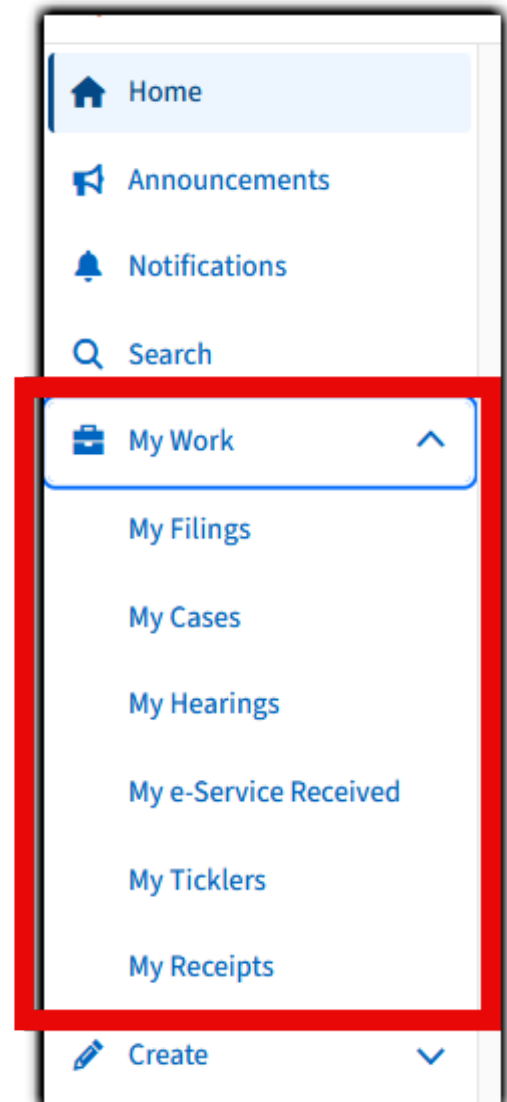 Home
Announcements
Notifications
Search
My Work
My Filings
My Cases
My Hearings
My e-Service Received
My Ticklers
My Receipts
Create